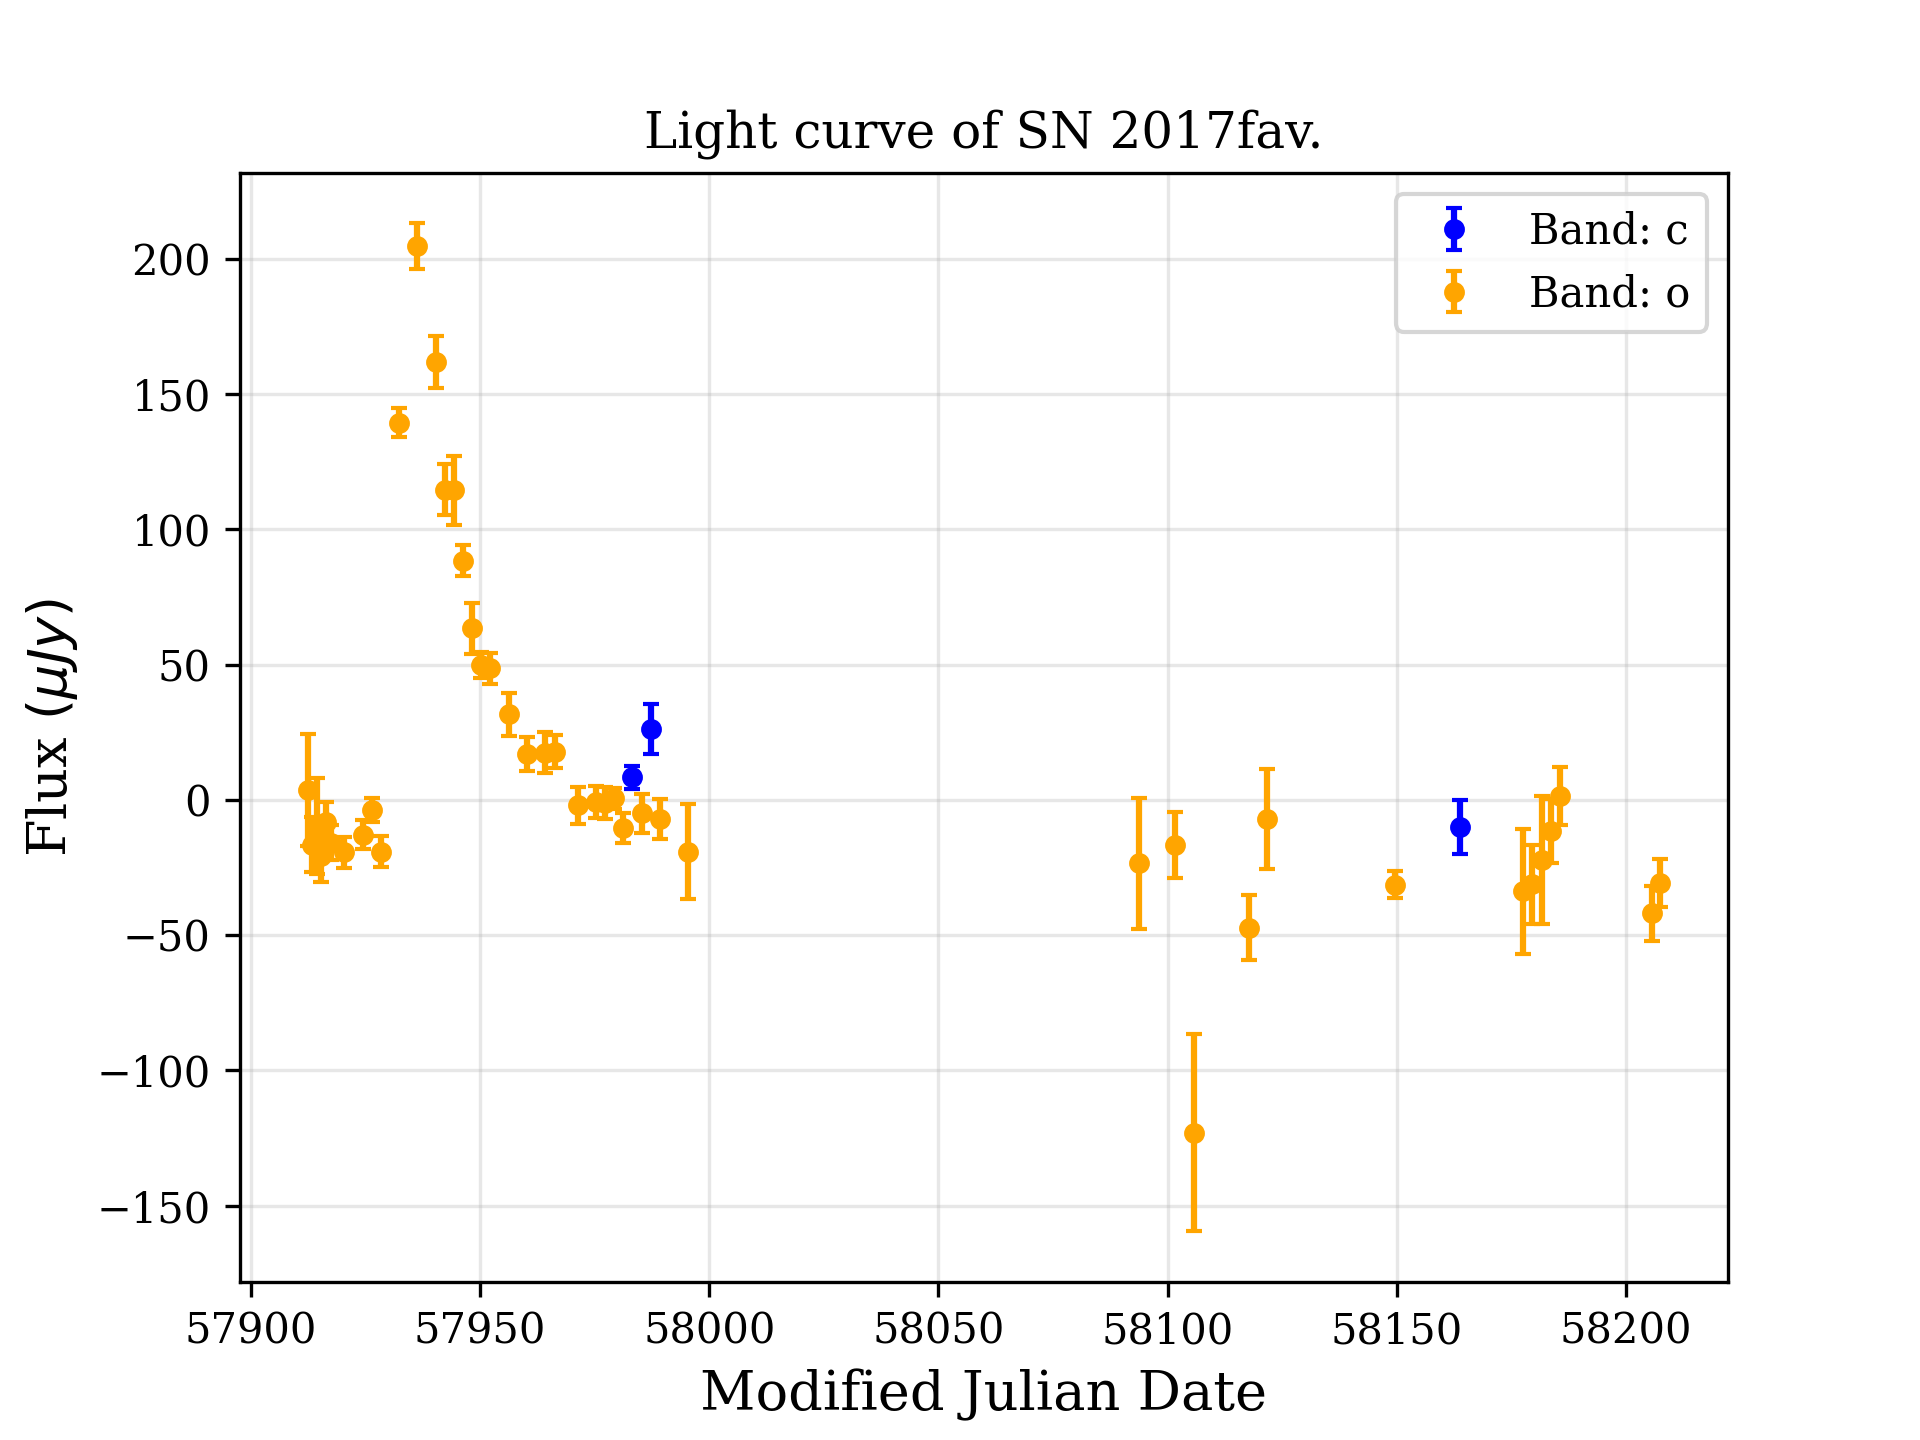 Light curve of SN 2017fav.
Band: c
Band: o
Flux (μJy)
200
150
100
50
0
−50
−100
−150
57900 57950 58000 58050 58100 58150 58200
Modified Julian Date